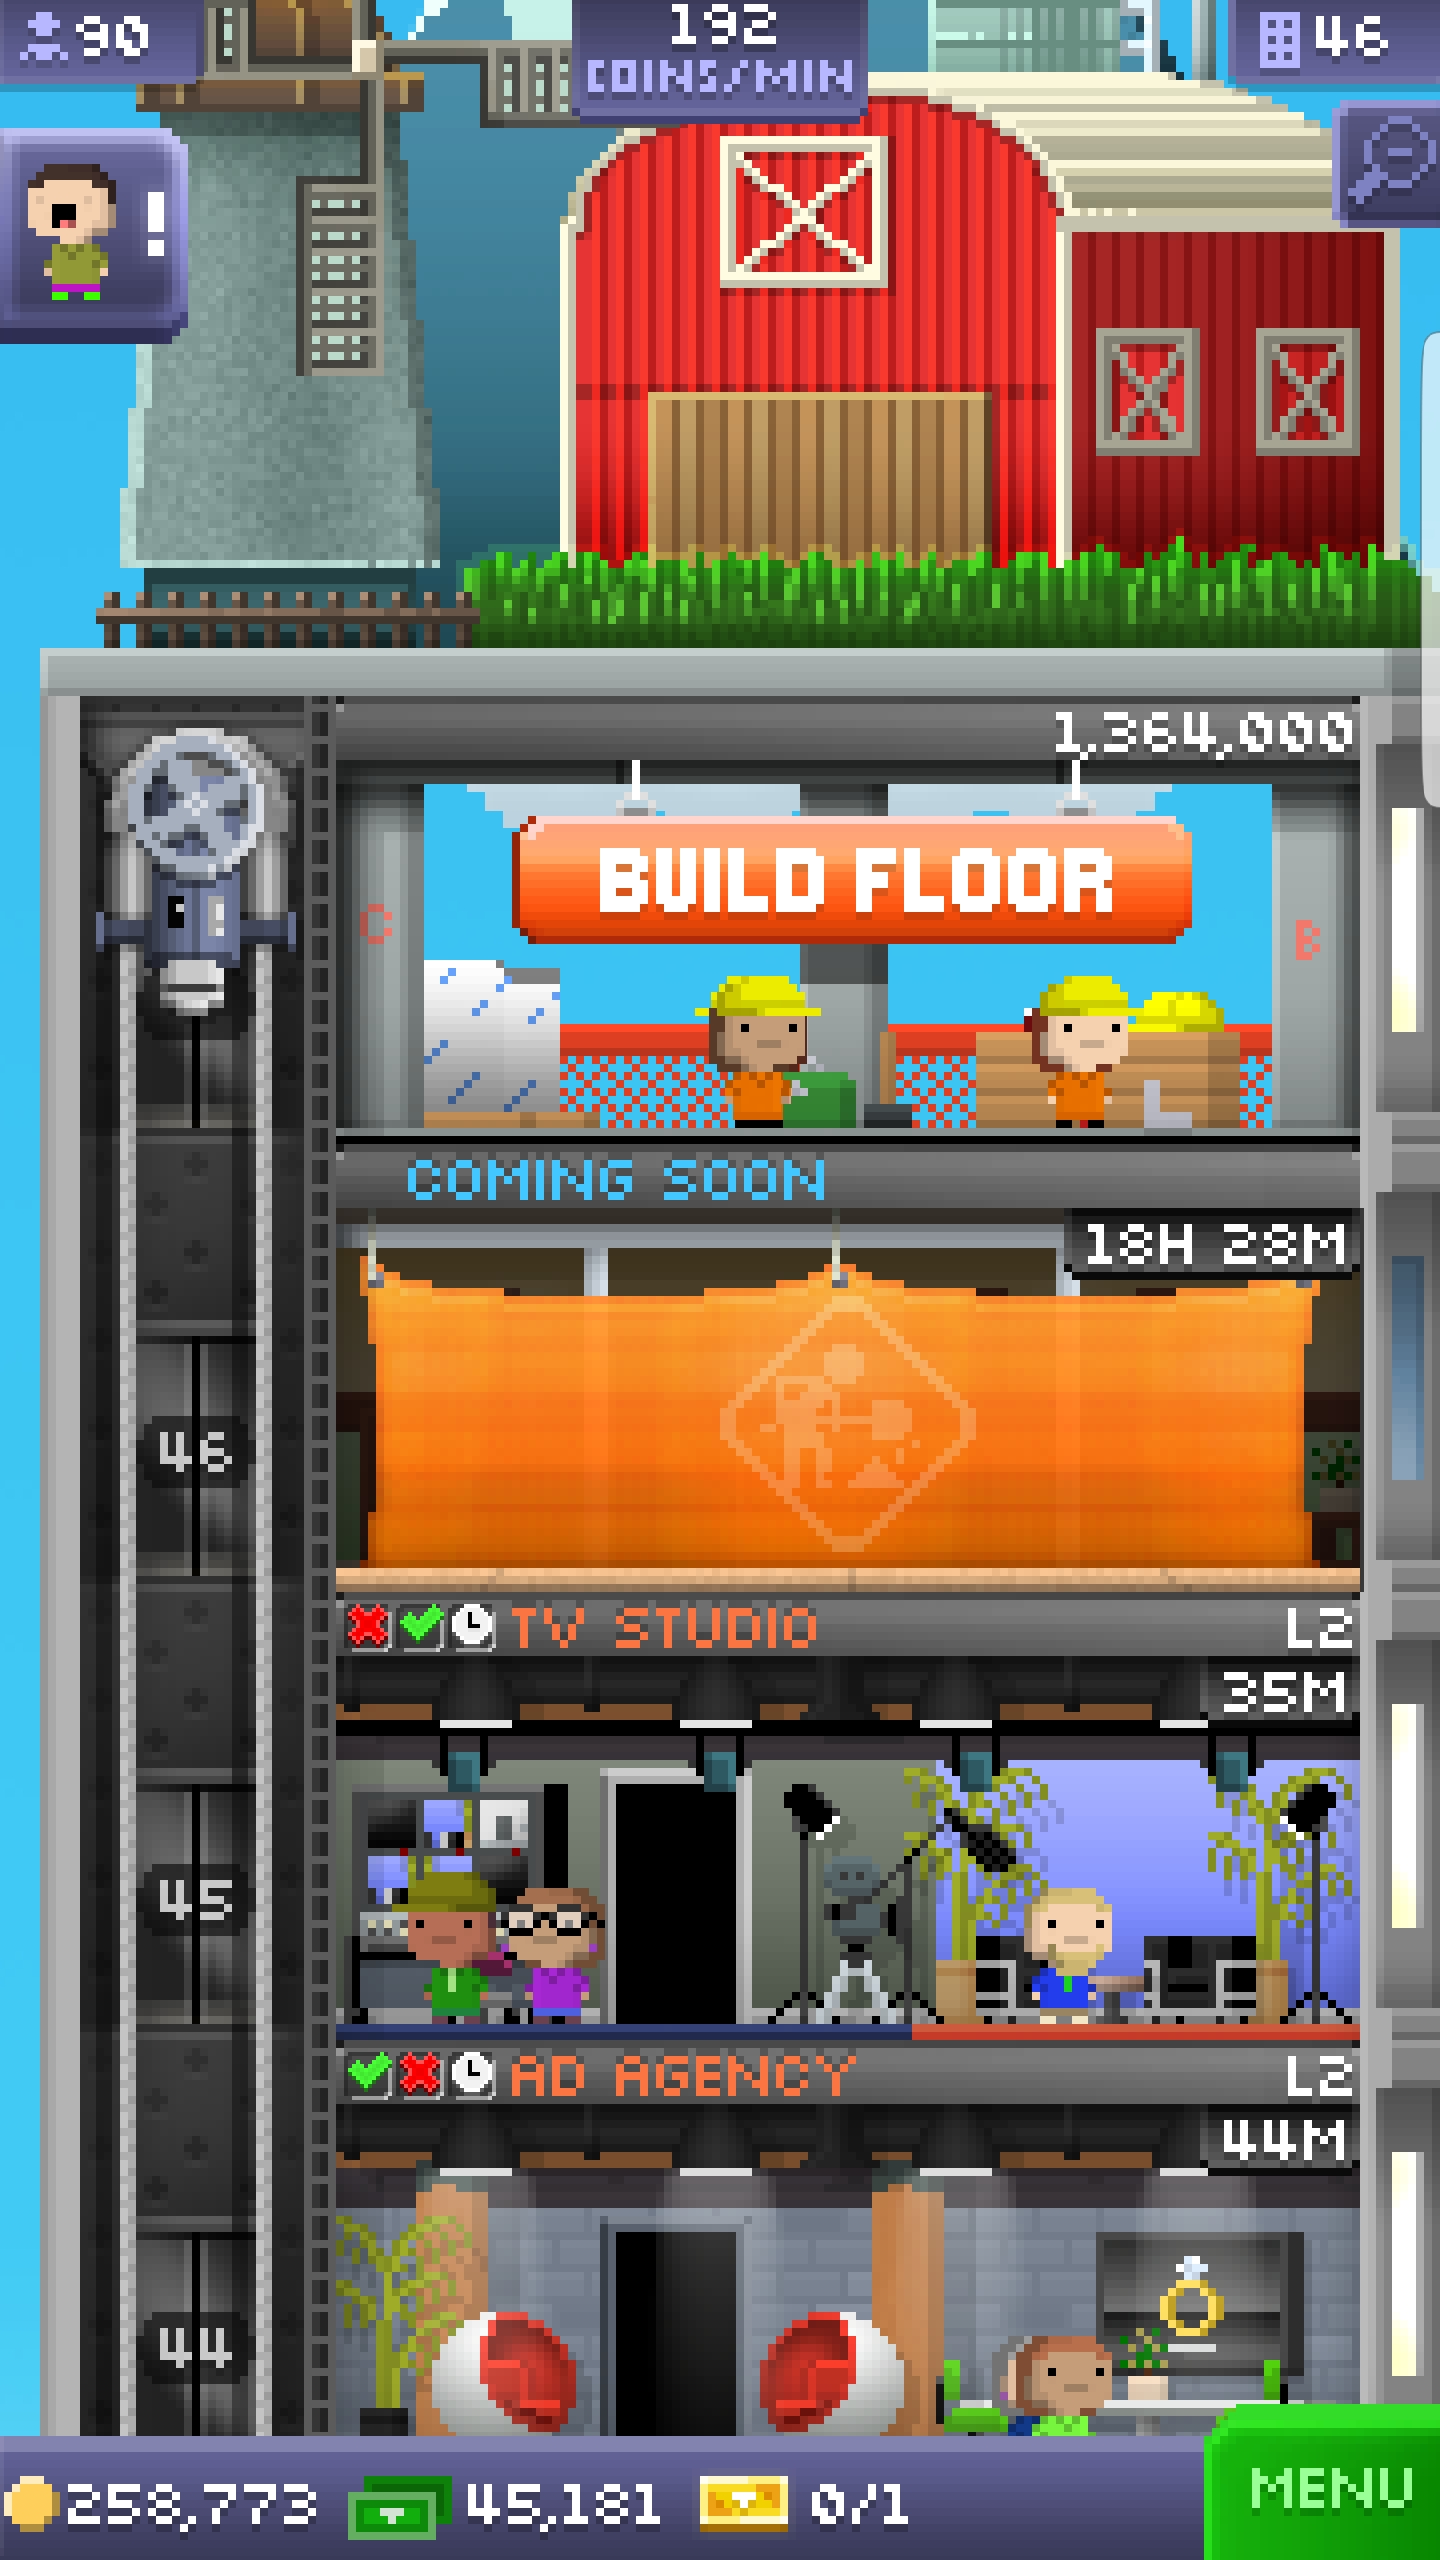 90
192
COINS/MIN
46
!
1,364,000
BUILD FLOOR
C
B
COMING SOON
18H 28M
46
TV STUDIO L2
35M
45
AD AGENCY L2
44M
44
258,773 45,181 0/1
MENU